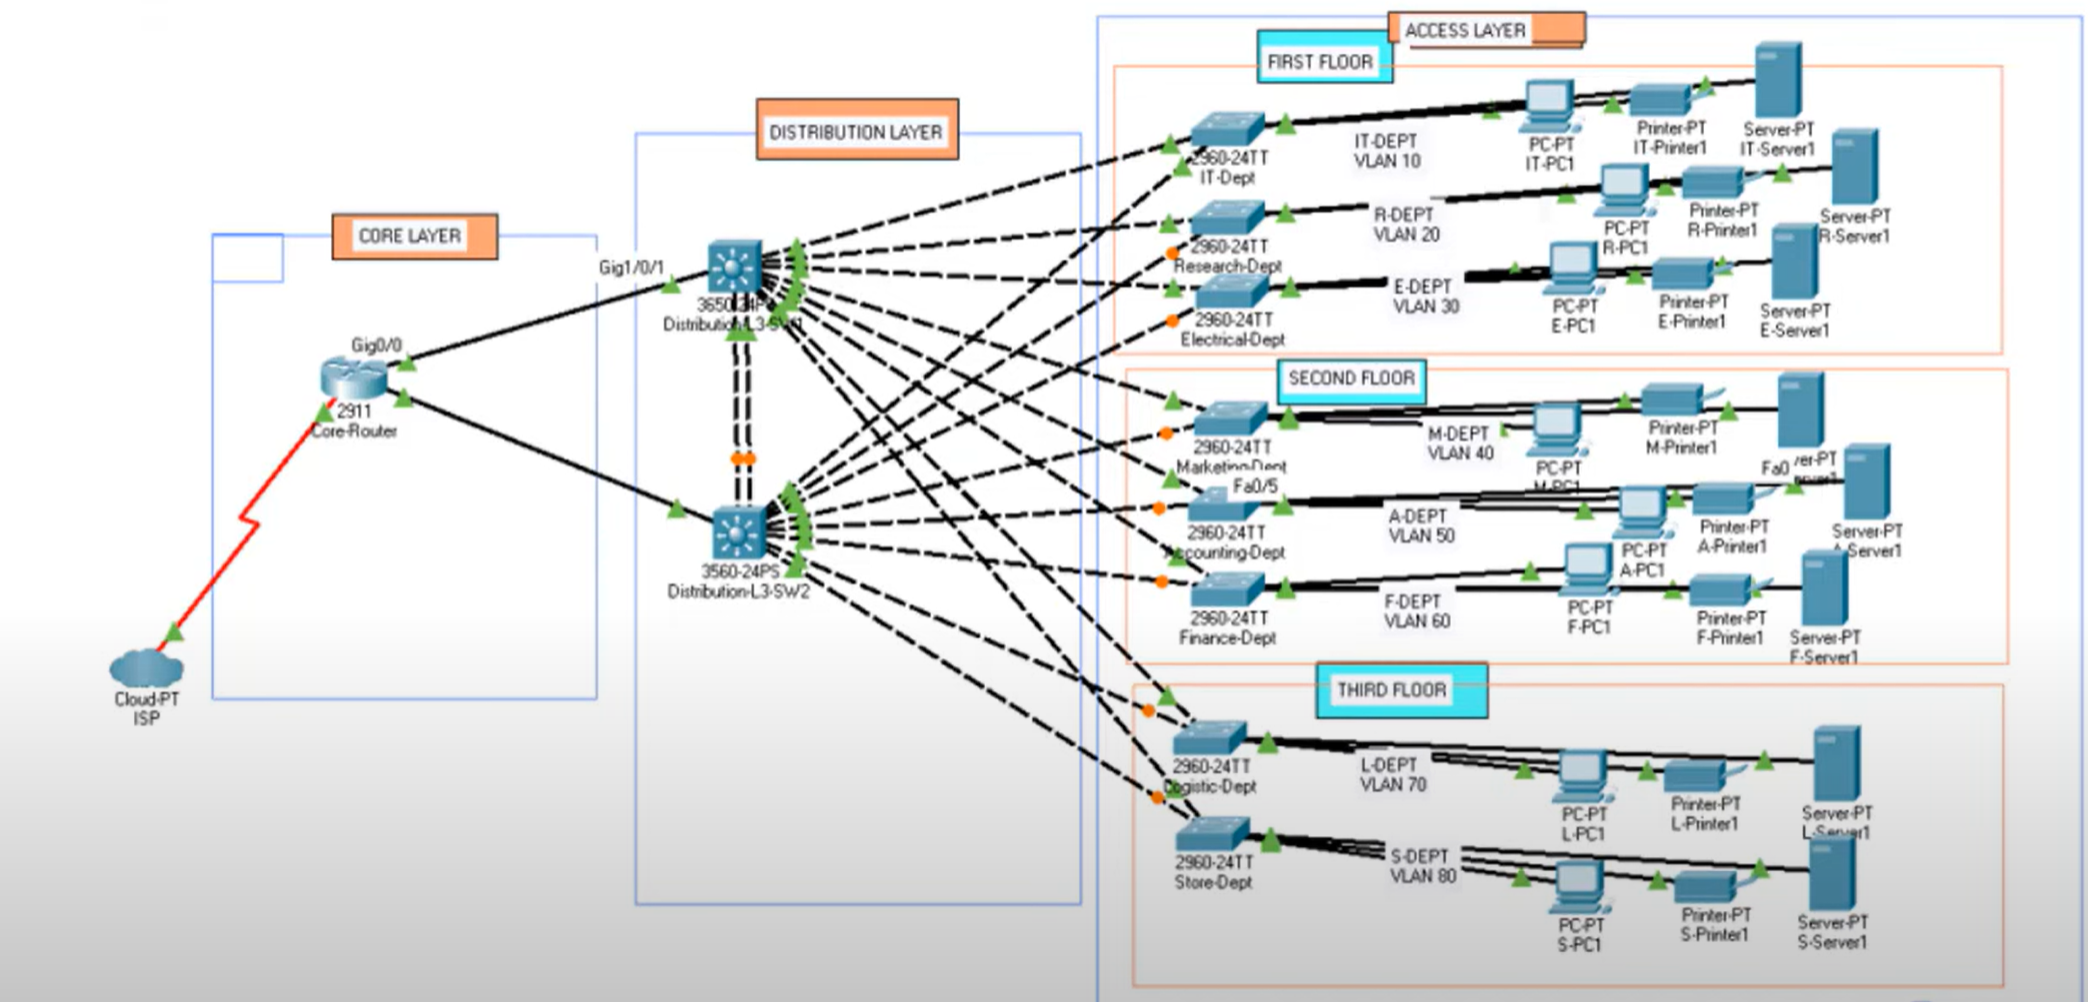 ACCESS LAYER
FIRST FLOOR
DISTRIBUTION LAYER
CORE LAYER
Gig1/0/1
Distribution-L3-SW1
Gig0/0
2911
Core-Router
Cloud-PT
ISP
3560-24PS
Distribution-L3-SW2
2960-24TT
IT-Dept
IT-DEPT
VLAN 10
PC-PT
IT-PC1
Printer-PT
IT-Printer1
Server-PT
IT-Server1
2960-24TT
Research-Dept
R-DEPT
VLAN 20
PC-PT
R-PC1
Printer-PT
R-Printer1
Server-PT
R-Server1
2960-24TT
Electrical-Dept
E-DEPT
VLAN 30
PC-PT
E-PC1
Printer-PT
E-Printer1
Server-PT
E-Server1
SECOND FLOOR
2960-24TT
Marketing-Dept
M-DEPT
VLAN 40
PC-PT
M-PC1
Printer-PT
M-Printer1
Fa0
Fa0/5
2960-24TT
Accounting-Dept
A-DEPT
VLAN 50
PC-PT
A-PC1
Printer-PT
A-Printer1
Server-PT
A-Server1
2960-24TT
Finance-Dept
F-DEPT
VLAN 60
PC-PT
F-PC1
Printer-PT
F-Printer1
Server-PT
F-Server1
THIRD FLOOR
2960-24TT
Logistic-Dept
L-DEPT
VLAN 70
PC-PT
L-PC1
Printer-PT
L-Printer1
Server-PT
L-Server1
2960-24TT
Store-Dept
S-DEPT
VLAN 80
PC-PT
S-PC1
Printer-PT
S-Printer1
Server-PT
S-Server1